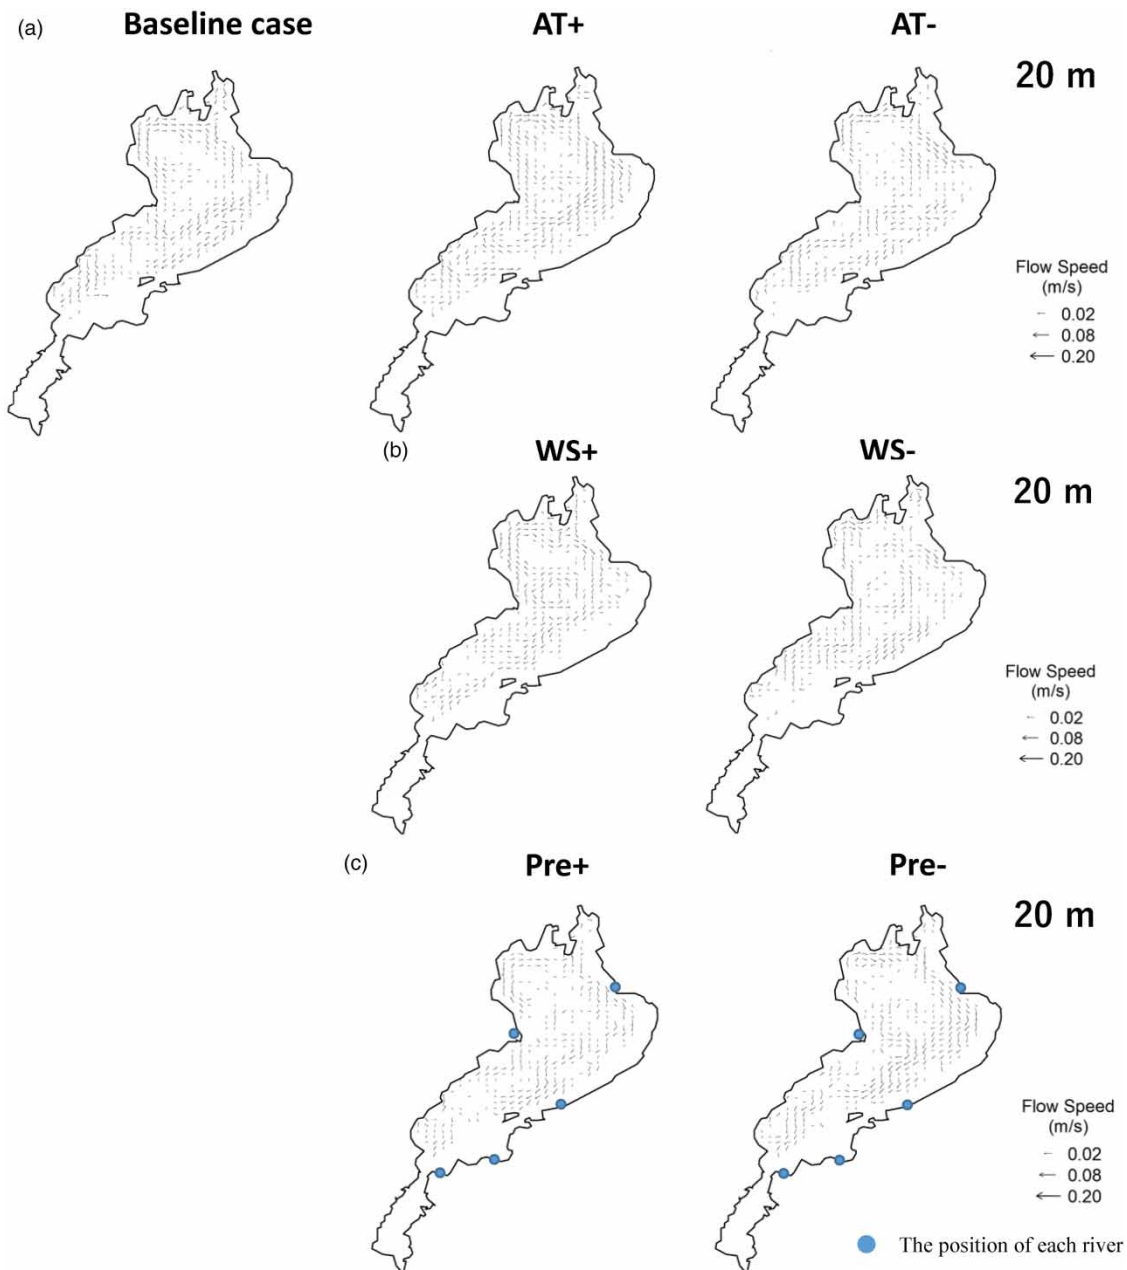 (a)
Baseline case
AT+
AT-
20 m
Flow Speed
(m/s)
0.02
0.08
0.20
(b)
WS+
WS-
20 m
Flow Speed
(m/s)
0.02
0.08
0.20
(c)
Pre+
Pre-
20 m
Flow Speed
(m/s)
0.02
0.08
0.20
The position of each river